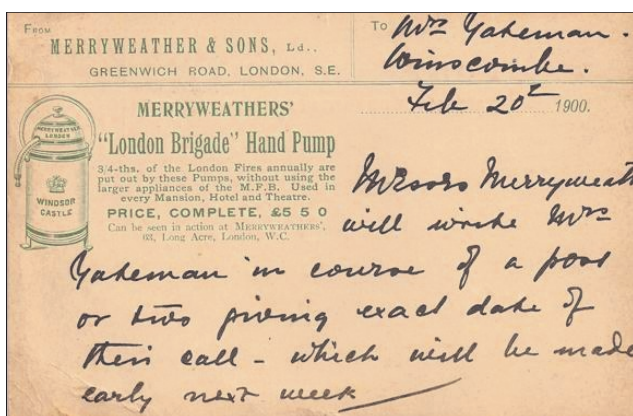 From
MERRYWEATHER & SONS, Ld.,
GREENWICH ROAD, LONDON, S.E.
To Mrs Yateman.
Winscombe.
Feb 20th 1900.
MERRYWEATHER
LONDON
WINDSOR
CASTLE
MERRYWEATHERS'
"London Brigade" Hand Pump
3/4-ths. of the London Fires annually are
put out by these Pumps, without using the
larger appliances of the M.F.B. Used in
every Mansion, Hotel and Theatre.
PRICE, COMPLETE, £5 5 0
Can be seen in action at MERRYWEATHERS',
63, Long Acre, London, W.C.
Messrs Merryweath
will write Mrs
Yateman in course of a post
or two giving exact date of
their call - which will be made
early next week